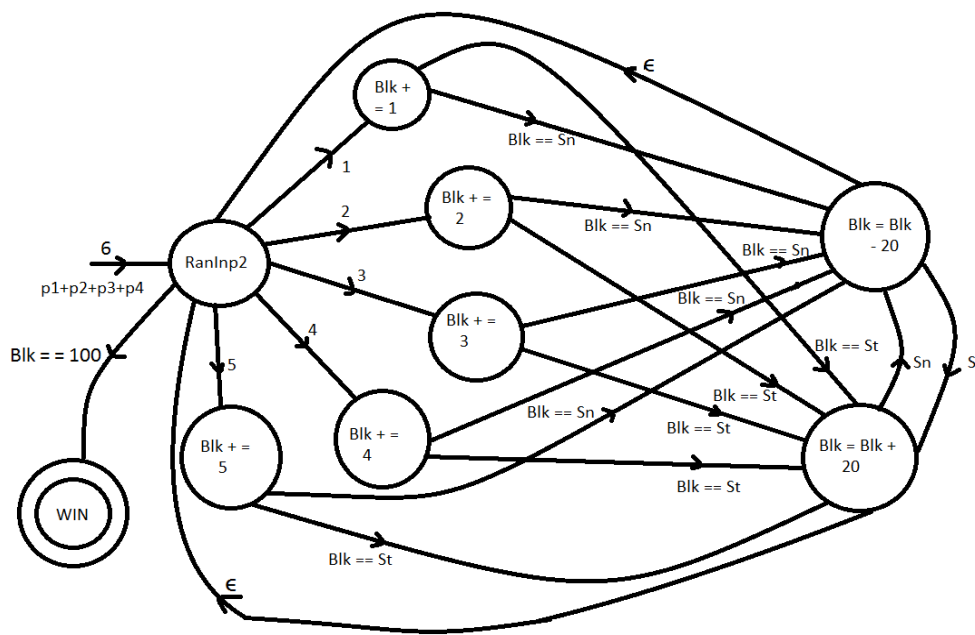 ϵ
Blk +
= 1
Blk == Sn
1
Blk + =
2
2
Blk == Sn
Blk = Blk
- 20
6
RanInp2
Blk == Sn
3
p1+p2+p3+p4
Blk == Sn
Blk + =
3
4
Blk == St
Blk = = 100
5
Sn
S
Blk == St
Blk == Sn
Blk + =
4
Blk == St
Blk + =
5
Blk = Blk +
20
Blk == St
WIN
Blk == St
ϵ